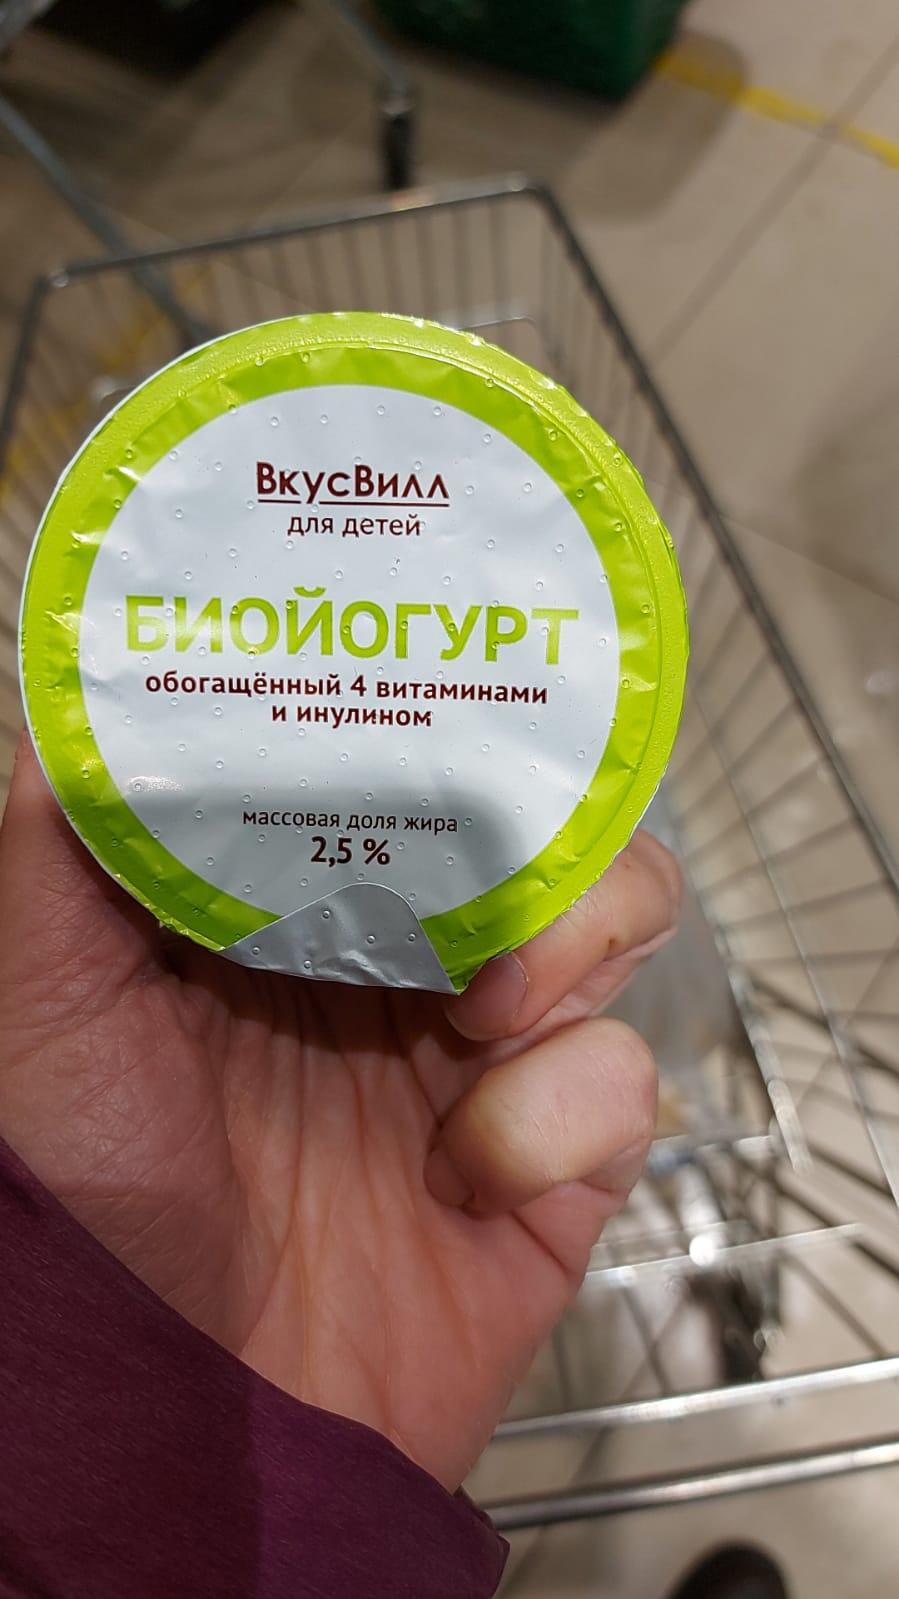 ВкусВилл
для детей
БИОЙОГУРТ
обогащённый 4 витаминами
и инулином
массовая доля жира
2,5 %